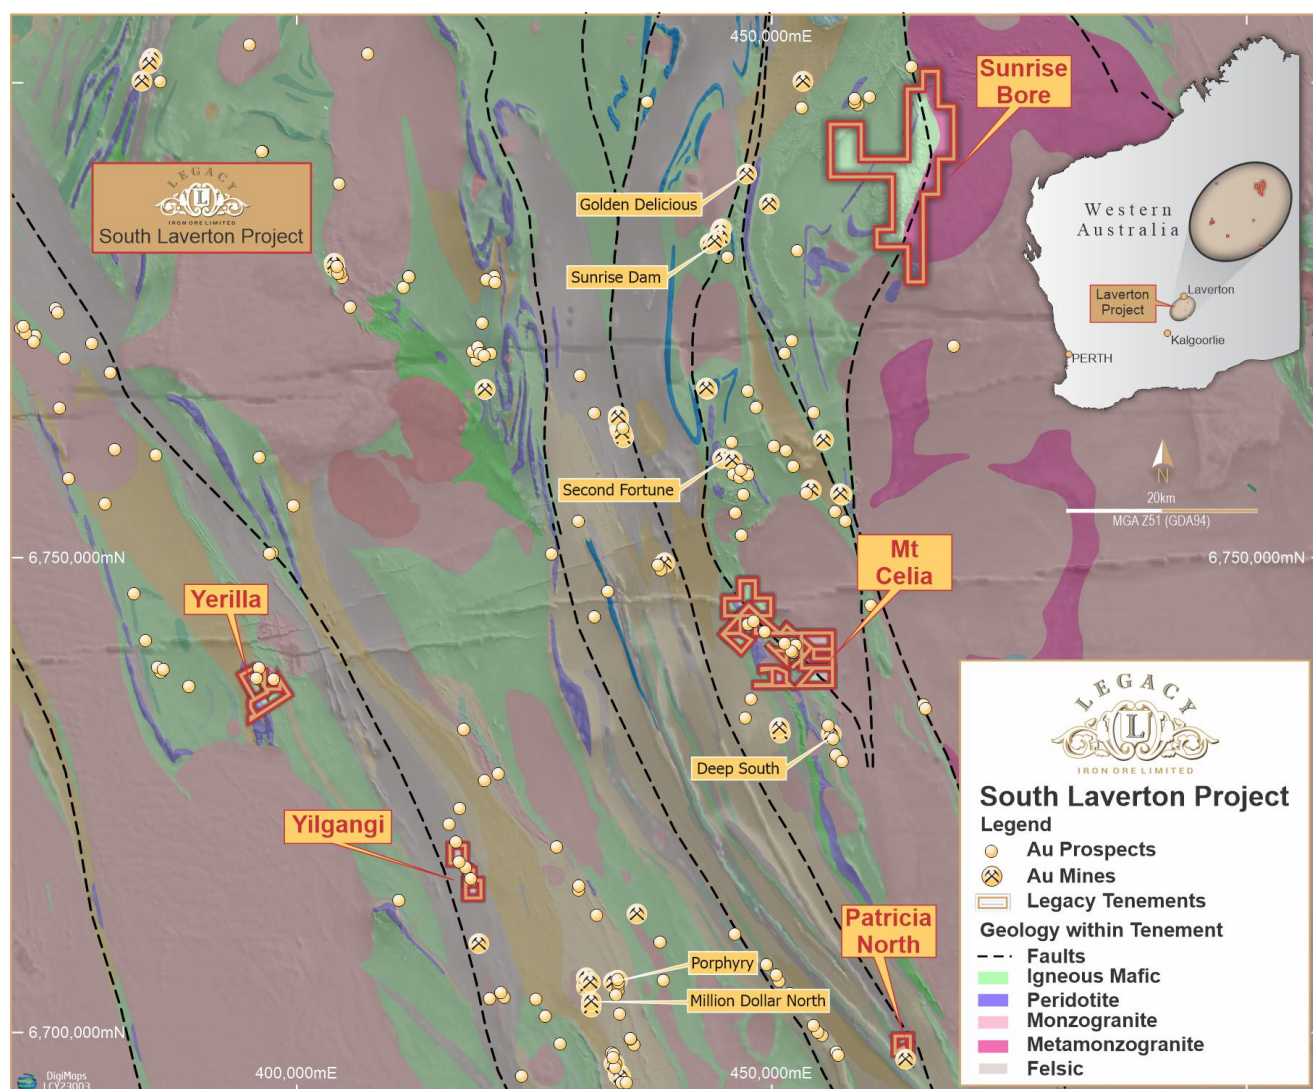 450,000mE
Sunrise
Bore
LEGACY
L
IRON ORE LIMITED
South Laverton Project
Golden Delicious
Sunrise Dam
Western
Australia
Laverton
Project
Laverton
Kalgoorlie
PERTH
N
20km
MGA Z51 (GDA94)
Second Fortune
6,750,000mN
6,750,000mN
Mt
Celia
Yerilla
Deep South
Yilgangi
Patricia
North
Porphyry
Million Dollar North
6,700,000mN
400,000mE
450,000mE
DigiMaps
LCY23003
LEGACY
L
IRON ORE LIMITED
South Laverton Project
Legend
Au Prospects
Au Mines
Legacy Tenements
Geology within Tenement
Faults
Igneous Mafic
Peridotite
Monzogranite
Metamonzogranite
Felsic